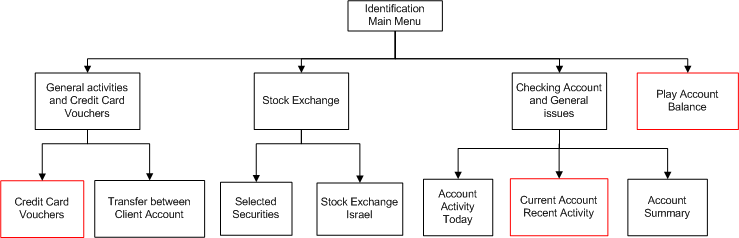 Identification
Main Menu
General activities
and Credit Card
Vouchers
Stock Exchange
Checking Account
and General
issues
Play Account
Balance
Credit Card
Vouchers
Transfer between
Client Account
Selected
Securities
Stock Exchange
Israel
Account
Activity
Today
Current Account
Recent Activity
Account
Summary